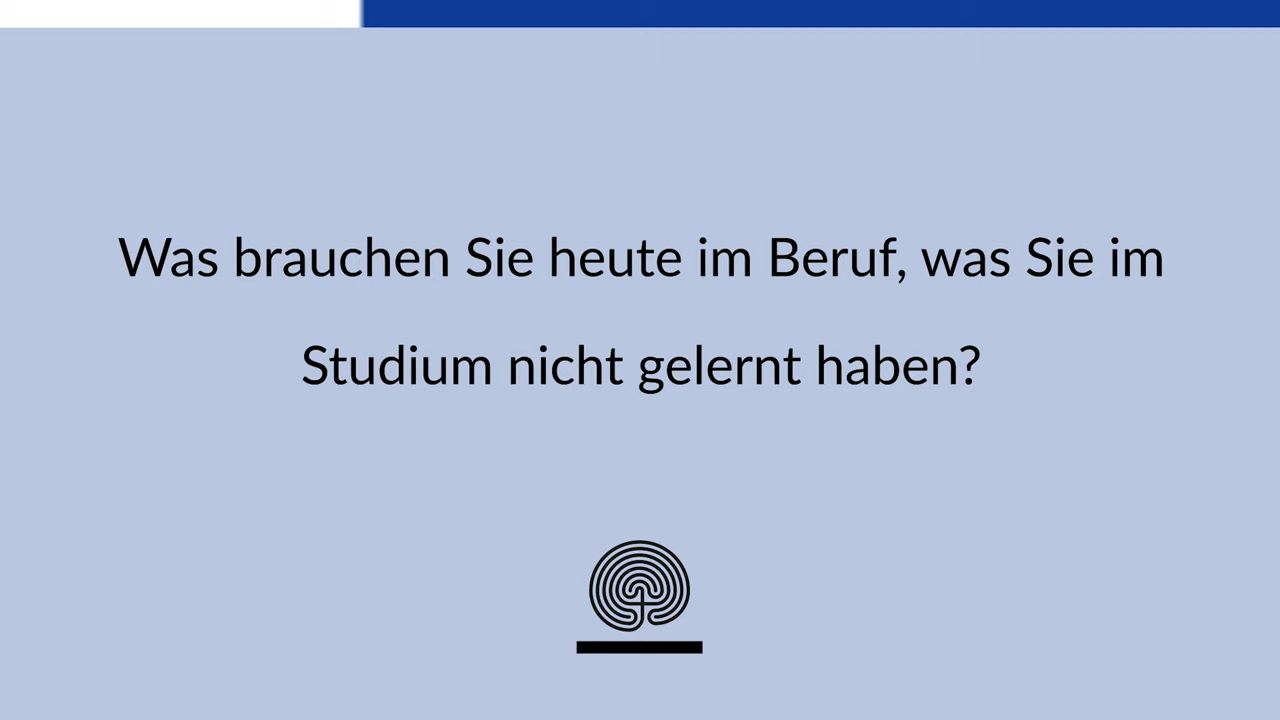 Was brauchen Sie heute im Beruf, was Sie im
Studium nicht gelernt haben?